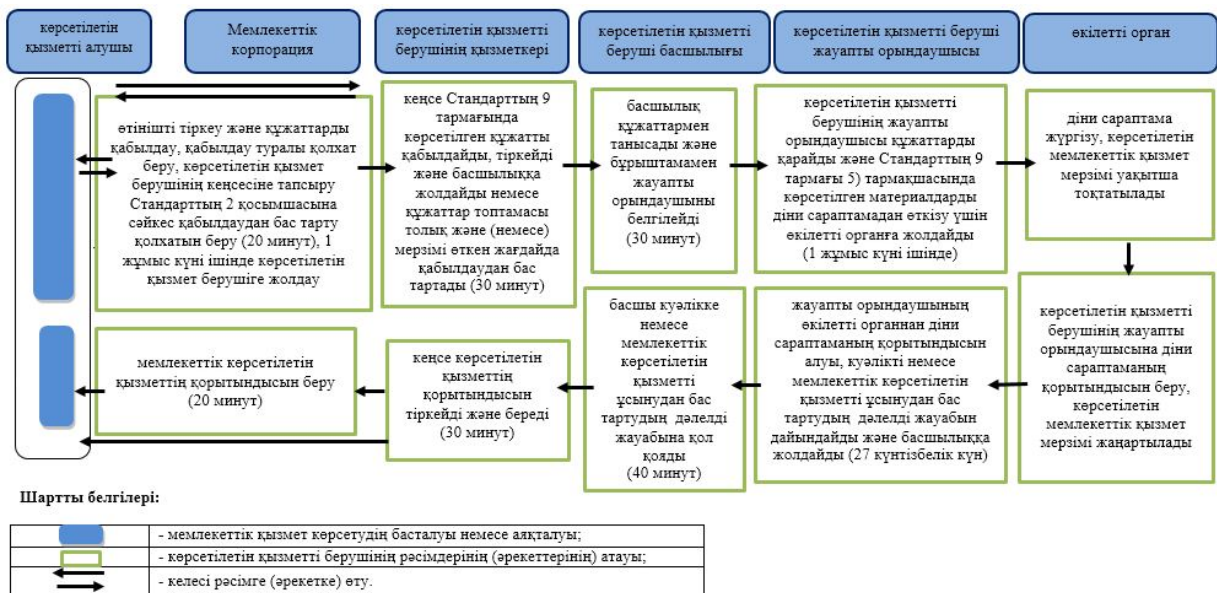 көрсетілетін
қызметті алушы
Мемлекеттік
корпорация
көрсетілетін қызметті
берушінің қызметкері
көрсетілетін қызметті
беруші басшылығы
көрсетілетін қызметті беруші
жауапты орындаушысы
өкілетті орган
өтінішті тіркеу және құжаттарды
қабылдау, қабылдау туралы қолхат
беру, көрсетілетін қызмет
берушінің кеңсесіне тапсыру
Стандарттың 2 қосымшасына
сәйкес қабылдаудан бас тарту
қолхатын беру (20 минут), 1
жұмыс күні ішінде көрсетілетін
қызмет берушіге жолдау
кеңсе Стандарттың 9
тармағында
көрсетілген құжатты
қабылдайды, тіркейді
және басшылыққа
жолдайды немесе
құжаттар топтамасы
толық және (немесе)
мерзімі өткен жағдайда
қабылдаудан бас
тартады (30 минут)
басшылық
құжаттармен
танысады және
бұрыштамамен
жауапты
орындаушыны
белгілейді
(30 минут)
көрсетілетін қызметті
берушінің жауапты
орындаушысы құжаттарды
қарайды және Стандарттың 9
тармағы 5) тармақшасында
көрсетілген материалдарды
діни сараптамадан өткізу үшін
өкілетті органға жолдайды
(1 жұмыс күні ішінде)
діни сараптама
жүргізу, көрсетілетін
мемлекеттік қызмет
мерзімі уақытша
тоқтатылады
мемлекеттік көрсетілетін
қызметтің қорытындысын беру
(20 минут)
кеңсе көрсетілетін
қызметтің
қорытындысын
тіркейді және береді
(30 минут)
басшы куәлікке
немесе
мемлекеттік
көрсетілетін
қызметті
ұсынудан бас
тартудың дәлелді
жауабына қол
қояды
(40 минут)
жауапты орындаушының
өкілетті органнан діни
сараптаманың қорытындысын
алуы, куәлікті немесе
мемлекеттік көрсетілетін
қызметті ұсынудан бас
тартудың дәлелді жауабын
дайындайды және басшылыққа
жолдайды (27 күнтізбелік күн)
көрсетілетін қызметті
берушінің жауапты
орындаушысына діни
сараптаманың
қорытындысын беру,
көрсетілетін
мемлекеттік қызмет
мерзімі жаңартылады
Шартты белгілері:
- мемлекеттік қызмет көрсетудің басталуы немесе аяқталуы;
- көрсетілетін қызметті берушінің рәсімдерінің (әрекеттерінің) атауы;
- келесі рәсімге (әрекетке) өту.